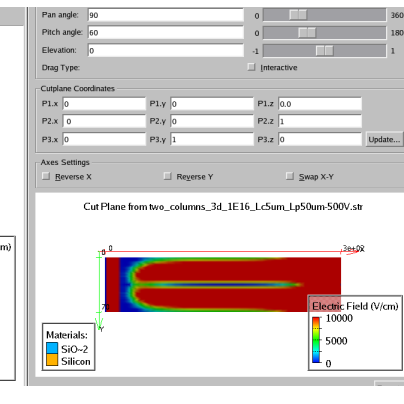 Pan angle: 90 0 360
Pitch angle: 60 0 180
Elevation: 0 -1 1
Drag Type: Interactive
Cutplane Coordinates
P1.x 0 P1.y 0 P1.z 0.0
P2.x 0 P2.y 0 P2.z 1
P3.x 0 P3.y 1 P3.z 0 Update...
Axes Settings
Reverse X Reverse Y Swap X-Y
Cut Plane from two_columns_3d_1E16_Lc5um_Lp50um-500V.str
m)
0 3e+02 X
0
70
Y
Electric Field (V/cm)
10000
5000
0
Materials:
SiO~2
Silicon